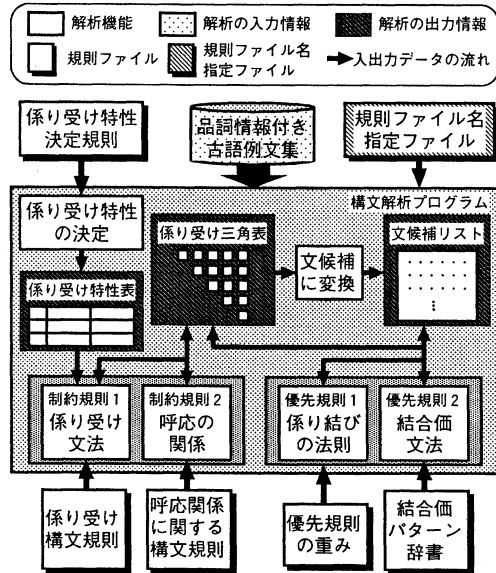 解析機能
解析の入力情報
解析の出力情報
規則ファイル
規則ファイル名
指定ファイル
入出力データの流れ
係り受け特性
決定規則
品詞情報付き
古語例文集
規則ファイル名
指定ファイル
構文解析プログラム
係り受け特性
の決定
係り受け三角表
文候補
に変換
文候補リスト
係り受け特性表
制約規則1
係り受け
文法
制約規則2
呼応の
関係
優先規則1
係り結び
の法則
優先規則2
結合価
文法
係り受け
構文規則
呼応関係
に関する
構文規則
優先規則
の重み
結合価
パターン
辞書